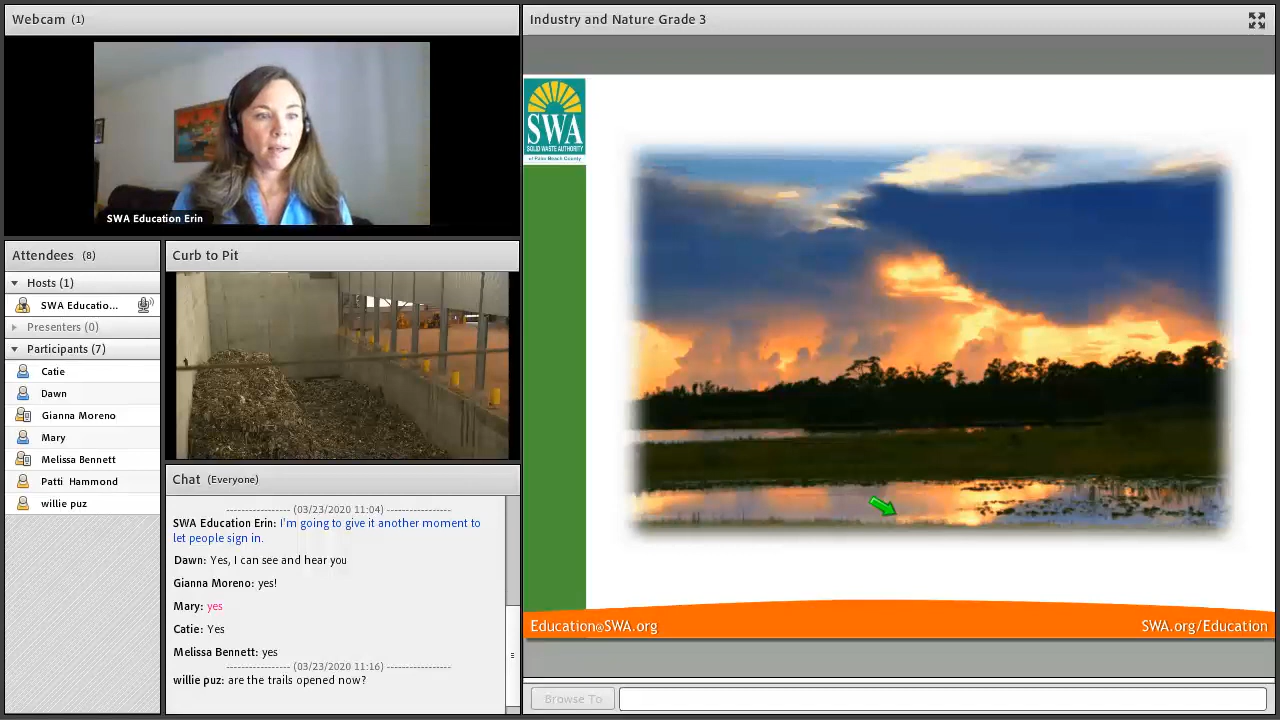 Webcam (1)
SWA Education Erin
Attendees (8)
Hosts (1)
SWA Educatio...
Presenters (0)
Participants (7)
Catie
Dawn
Gianna Moreno
Mary
Melissa Bennett
Patti Hammond
willie puz
Curb to Pit
Chat (Everyone)
------------------ (03/23/2020 11:04) ------------------
SWA Education Erin: I'm going to give it another moment to
let people sign in.
Dawn: Yes, I can see and hear you
Gianna Moreno: yes!
Mary: yes
Catie: Yes
Melissa Bennett: yes
------------------ (03/23/2020 11:16) ------------------
willie puz: are the trails opened now?
Industry and Nature Grade 3
SWA
SOLID WASTE AUTHORITY
of Palm Beach County
Education@SWA.org
SWA.org/Education
Browse To